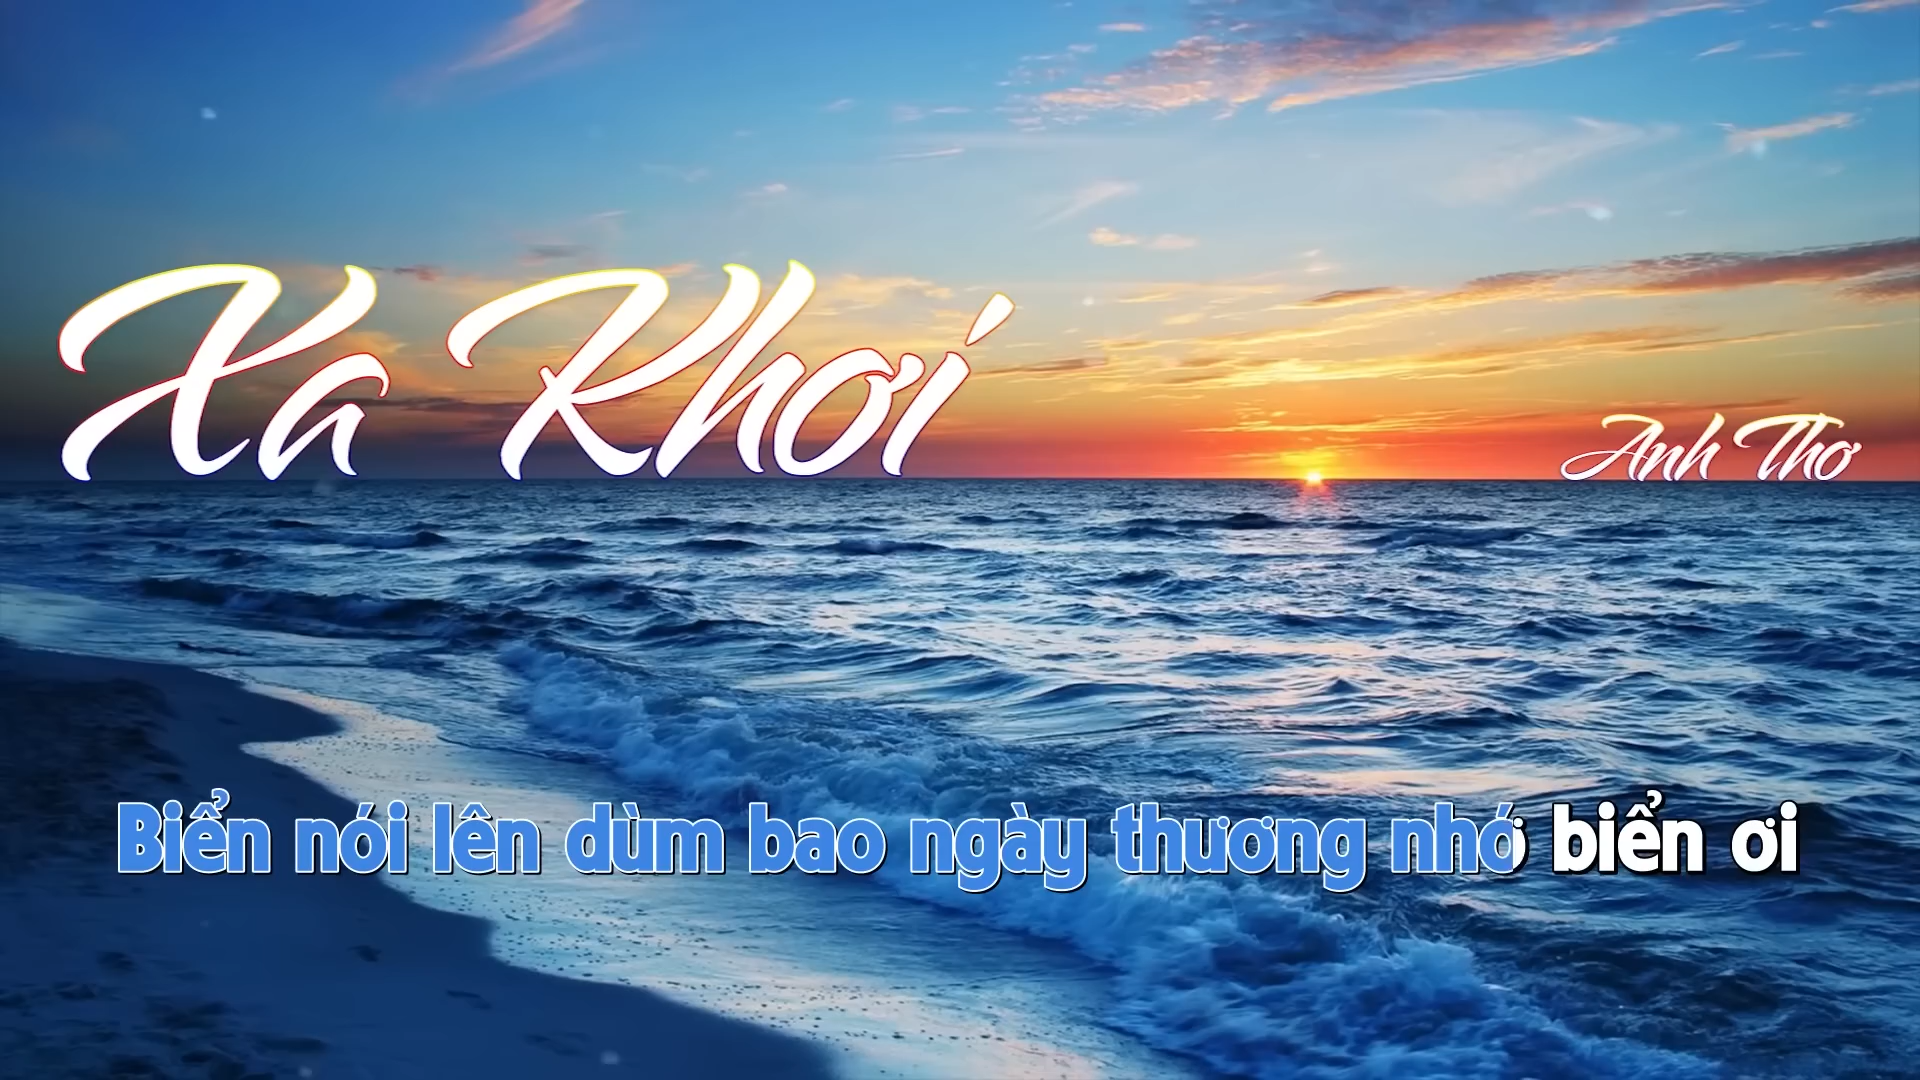 Xa Khơi
Anh Thơ
Biển nói lên dùm bao ngày thương nhớ biển ơi